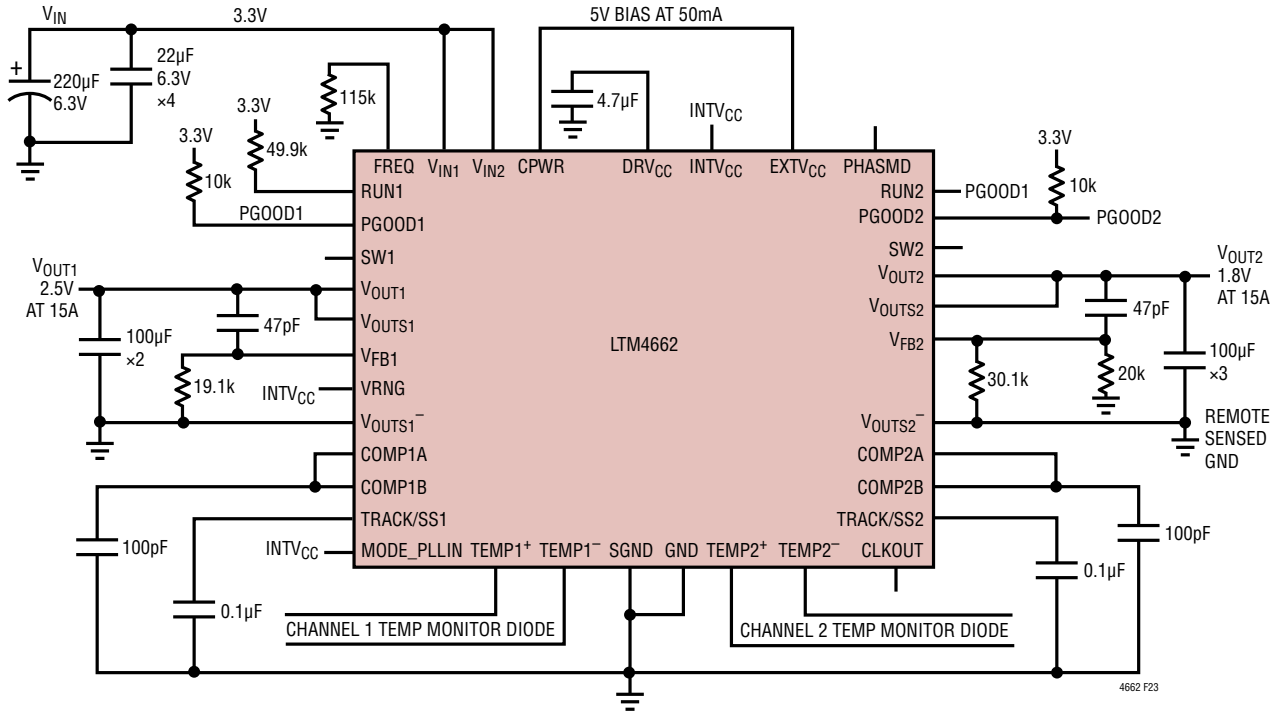 VIN
3.3V
5V BIAS AT 50mA
+
220µF
6.3V
22µF
6.3V
×4
115k
4.7µF
INTVCC
3.3V
49.9k
3.3V
10k
PGOOD1
3.3V
10k
PGOOD1
PGOOD2
FREQ
VIN1
VIN2
CPWR
DRVCC
INTVCC
EXTVCC
PHASMD
RUN1
PGOOD1
SW1
VOUT1
VOUTS1
VFB1
VRNG
VOUTS1–
COMP1A
COMP1B
TRACK/SS1
MODE_PLLIN
TEMP1+
TEMP1–
SGND
GND
TEMP2+
TEMP2–
CLKOUT
RUN2
PGOOD2
SW2
VOUT2
VOUTS2
VFB2
VOUTS2–
COMP2A
COMP2B
TRACK/SS2
LTM4662
VOUT1
2.5V
AT 15A
100µF
×2
47pF
19.1k
INTVCC
100pF
INTVCC
0.1µF
CHANNEL 1 TEMP MONITOR DIODE
CHANNEL 2 TEMP MONITOR DIODE
VOUT2
1.8V
AT 15A
47pF
30.1k
20k
100µF
×3
REMOTE
SENSED
GND
100pF
0.1µF
4662 F23